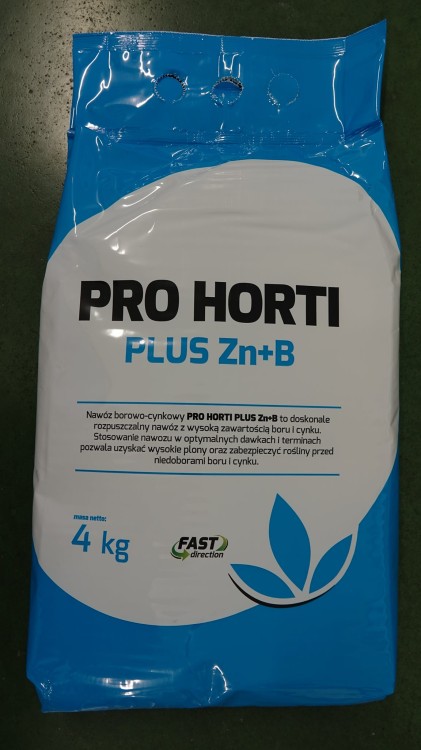 PRO HORTI
PLUS Zn+B
Nawóz borowo-cynkowy PRO HORTI PLUS Zn+B to doskonale
rozpuszczalny nawóz z wysoką zawartością boru i cynku.
Stosowanie nawozu w optymalnych dawkach i terminach
pozwala uzyskać wysokie plony oraz zabezpieczyć rośliny przed
niedoborami boru i cynku.
masa netto:
4 kg
FAST
direction